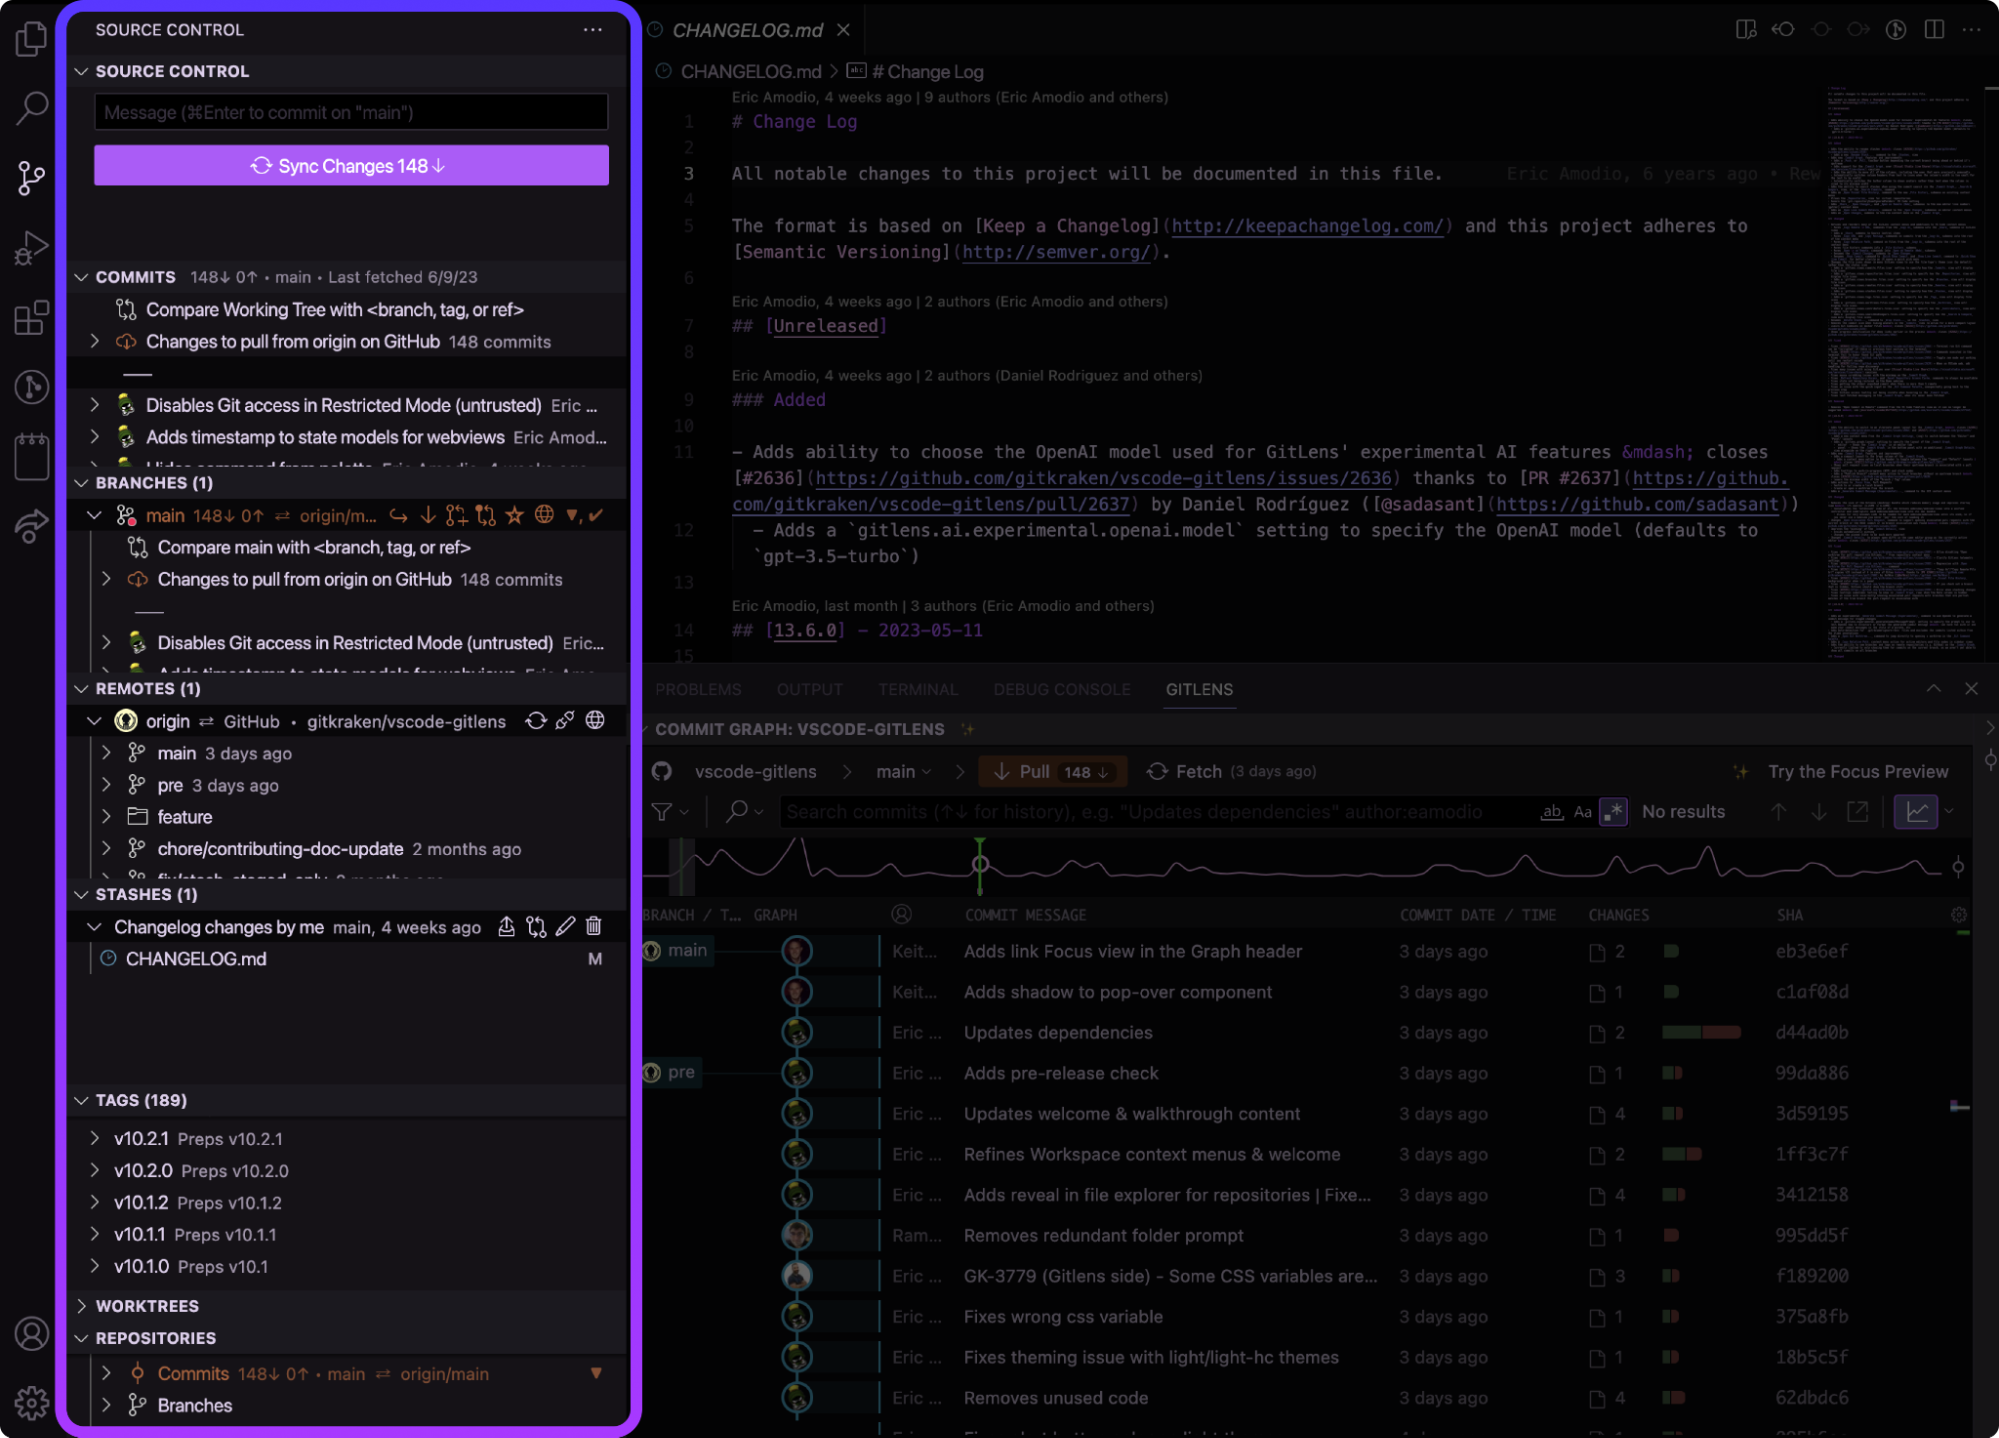 SOURCE CONTROL
SOURCE CONTROL
Message (⌘Enter to commit on "main")
Sync Changes 148↓
COMMITS 148↓ 0↑ • main • Last fetched 6/9/23
Compare Working Tree with <branch, tag, or ref>
Changes to pull from origin on GitHub 148 commits
Disables Git access in Restricted Mode (untrusted) Eric ...
Adds timestamp to state models for webviews Eric Amod...
BRANCHES (1)
main 148↓ 0↑ ⇄ origin/m...
Compare main with <branch, tag, or ref>
Changes to pull from origin on GitHub 148 commits
Disables Git access in Restricted Mode (untrusted) Eric...
REMOTES (1)
origin ⇄ GitHub • gitkraken/vscode-gitlens
main 3 days ago
pre 3 days ago
feature
chore/contributing-doc-update 2 months ago
STASHES (1)
Changelog changes by me main, 4 weeks ago
CHANGELOG.md M
TAGS (189)
v10.2.1 Preps v10.2.1
v10.2.0 Preps v10.2.0
v10.1.2 Preps v10.1.2
v10.1.1 Preps v10.1.1
v10.1.0 Preps v10.1
WORKTREES
REPOSITORIES
Commits 148↓ 0↑ • main ⇄ origin/main
Branches
CHANGELOG.md
CHANGELOG.md > abc # Change Log
Eric Amodio, 4 weeks ago | 9 authors (Eric Amodio and others)
1 # Change Log
2
3 All notable changes to this project will be documented in this file. Eric Amodio, 6 years ago • Rew
4
5 The format is based on [Keep a Changelog](http://keepachangelog.com/) and this project adheres to
[Semantic Versioning](http://semver.org/).
6
Eric Amodio, 4 weeks ago | 2 authors (Eric Amodio and others)
7 ## [Unreleased]
8
Eric Amodio, 4 weeks ago | 2 authors (Daniel Rodriguez and others)
9 ### Added
10
11 - Adds ability to choose the OpenAI model used for GitLens' experimental AI features &mdash; closes
[#2636](https://github.com/gitkraken/vscode-gitlens/issues/2636) thanks to [PR #2637](https://github.
com/gitkraken/vscode-gitlens/pull/2637) by Daniel Rodríguez ([@sadasant](https://github.com/sadasant))
12 - Adds a `gitlens.ai.experimental.openai.model` setting to specify the OpenAI model (defaults to
`gpt-3.5-turbo`)
13
Eric Amodio, last month | 3 authors (Eric Amodio and others)
14 ## [13.6.0] - 2023-05-11
15
PROBLEMS OUTPUT TERMINAL DEBUG CONSOLE GITLENS
COMMIT GRAPH: VSCODE-GITLENS
vscode-gitlens > main > Pull 148 ↓ Fetch (3 days ago) Try the Focus Preview
Search commits (↑↓ for history), e.g. "Updates dependencies" author:eamodio ab Aa .* No results
BRANCH / T... GRAPH COMMIT MESSAGE COMMIT DATE / TIME CHANGES SHA
main Keit... Adds link Focus view in the Graph header 3 days ago 2 eb3e6ef
Keit... Adds shadow to pop-over component 3 days ago 1 c1af08d
Eric ... Updates dependencies 3 days ago 2 d44ad0b
pre Eric ... Adds pre-release check 3 days ago 1 99da886
Eric ... Updates welcome & walkthrough content 3 days ago 4 3d59195
Eric ... Refines Workspace context menus & welcome 3 days ago 2 1ff3c7f
Eric ... Adds reveal in file explorer for repositories | Fixe... 3 days ago 4 3412158
Ram... Removes redundant folder prompt 3 days ago 1 995dd5f
Eric ... GK-3779 (Gitlens side) - Some CSS variables are... 3 days ago 3 f189200
Eric ... Fixes wrong css variable 3 days ago 1 375a8fb
Eric ... Fixes theming issue with light/light-hc themes 3 days ago 1 18b5c5f
Eric ... Removes unused code 3 days ago 4 62dbdc6